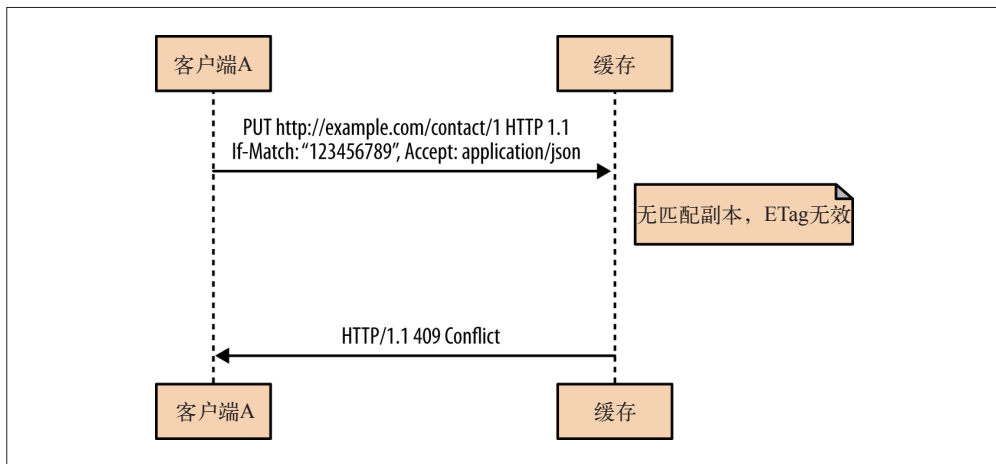 客户端A
缓存
PUT http://example.com/contact/1 HTTP 1.1
If-Match: “123456789”, Accept: application/json
无匹配副本，ETag无效
HTTP/1.1 409 Conflict
客户端A
缓存